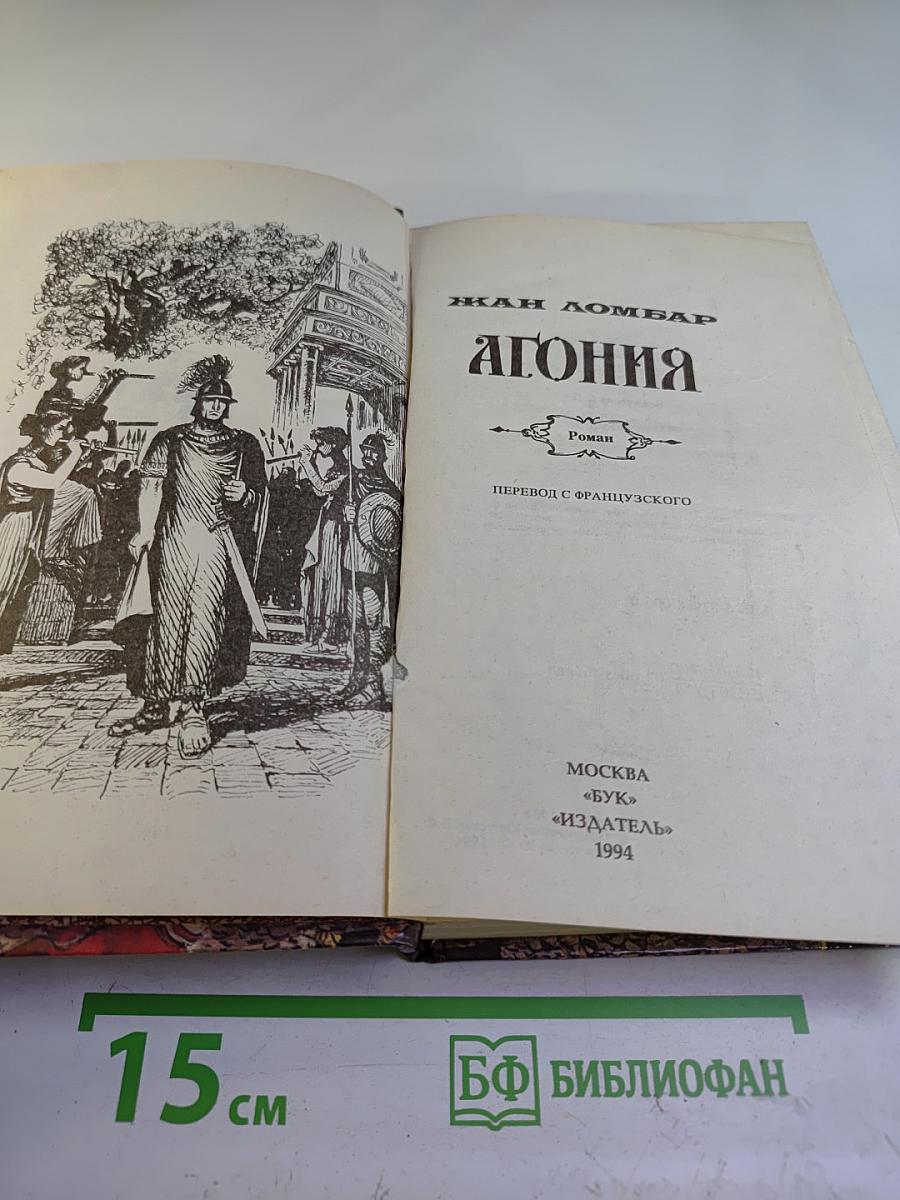 ЖАН ЛОМБАР
АГОНИЯ
Роман
ПЕРЕВОД С ФРАНЦУЗСКОГО
МОСКВА
«БУК»
«ИЗДАТЕЛЬ»
1994
15 см
БФ БИБЛИОФАН